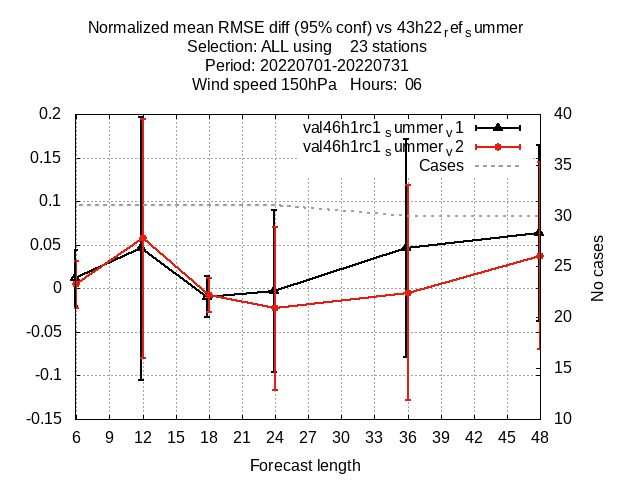 Normalized mean RMSE diff (95% conf) vs 43h22ᵣefₛummer
Selection: ALL using    23 stations
Period: 20220701-20220731
Wind speed 150hPa   Hours:  06
0.2
0.15
0.1
0.05
0
-0.05
-0.1
-0.15
val46h1rc1ₛummerᵥ1
val46h1rc1ₛummerᵥ2
Cases
40
35
30
25
20
15
10
No cases
6 9 12 15 18 21 24 27 30 33 36 39 42 45 48
Forecast length